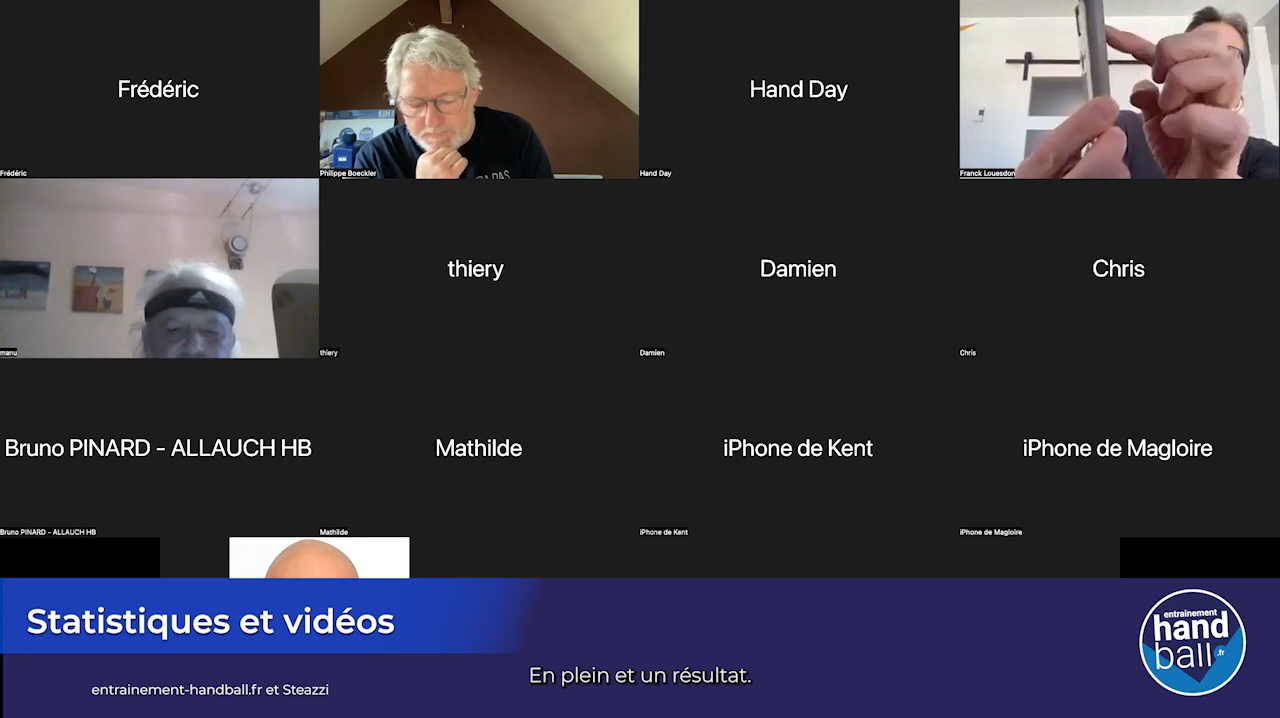 Frédéric
Hand Day
Frédéric
Philippe Boeckler
Hand Day
Franck Louesdon
thiery
Damien
Chris
manu
thiery
Damien
Chris
Bruno PINARD - ALLAUCH HB
Mathilde
iPhone de Kent
iPhone de Magloire
Bruno PINARD - ALLAUCH HB
Mathilde
iPhone de Kent
iPhone de Magloire
Statistiques et vidéos
En plein et un résultat.
entrainement-handball.fr et Steazzi
entrainement
hand
ball.fr